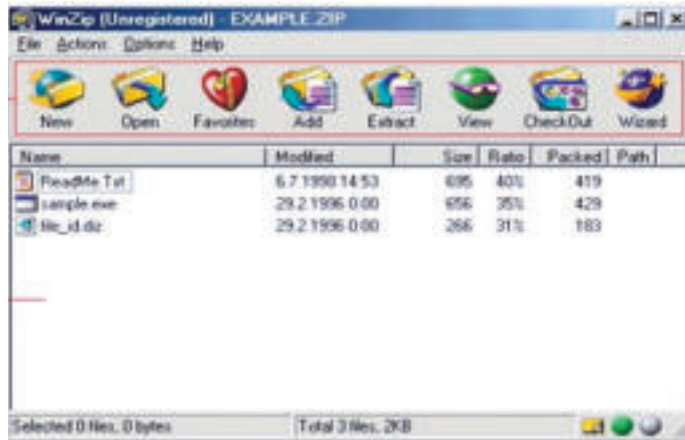 WinZip (Unregistered) - EXAMPLE.ZIP
File Actions Options Help
New Open Favorites Add Extract View CheckOut Wizard
Name Modified Size Ratio Packed Path
ReadMe.Txt 6.7.1998 14:53 695 40% 419
sample.exe 29.2.1996 0:00 656 35% 429
file_id.diz 29.2.1996 0:00 266 31% 183
Selected 0 files, 0 bytes Total 3 files, 2KB